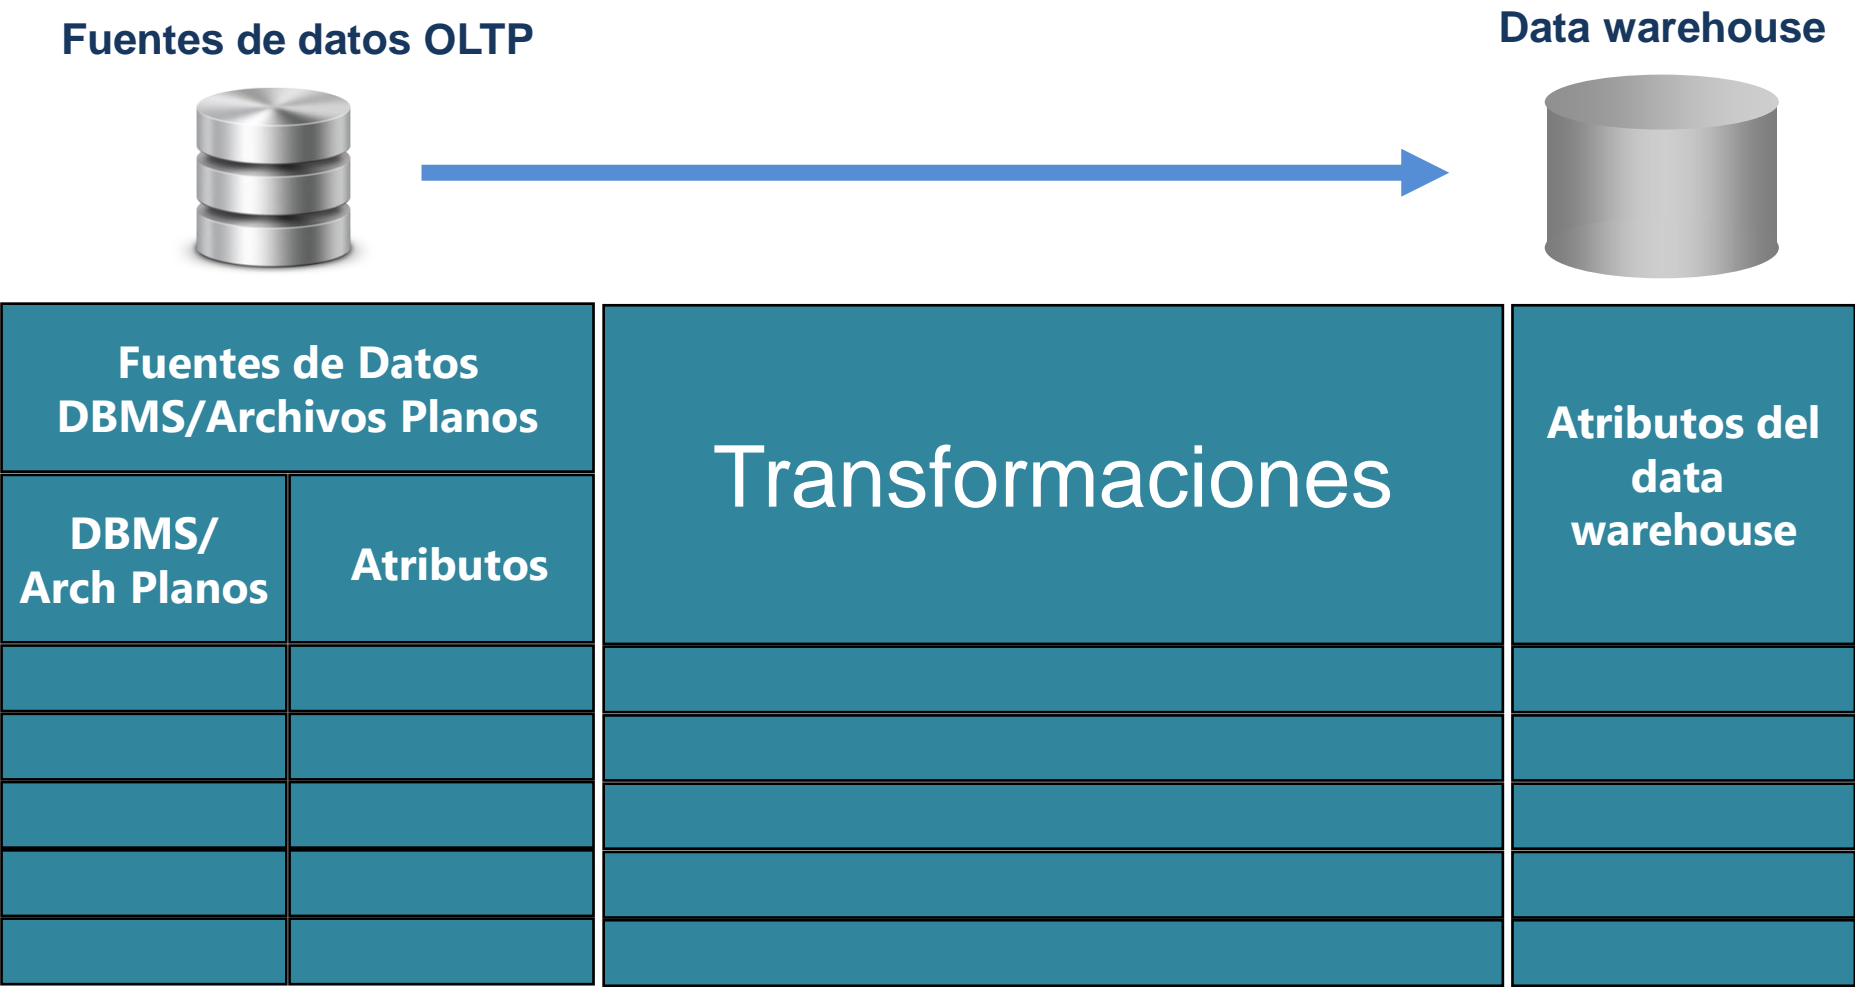 Fuentes de datos OLTP
Data warehouse
Fuentes de Datos
DBMS/Archivos Planos
DBMS/
Arch Planos
Atributos
Transformaciones
Atributos del
data
warehouse